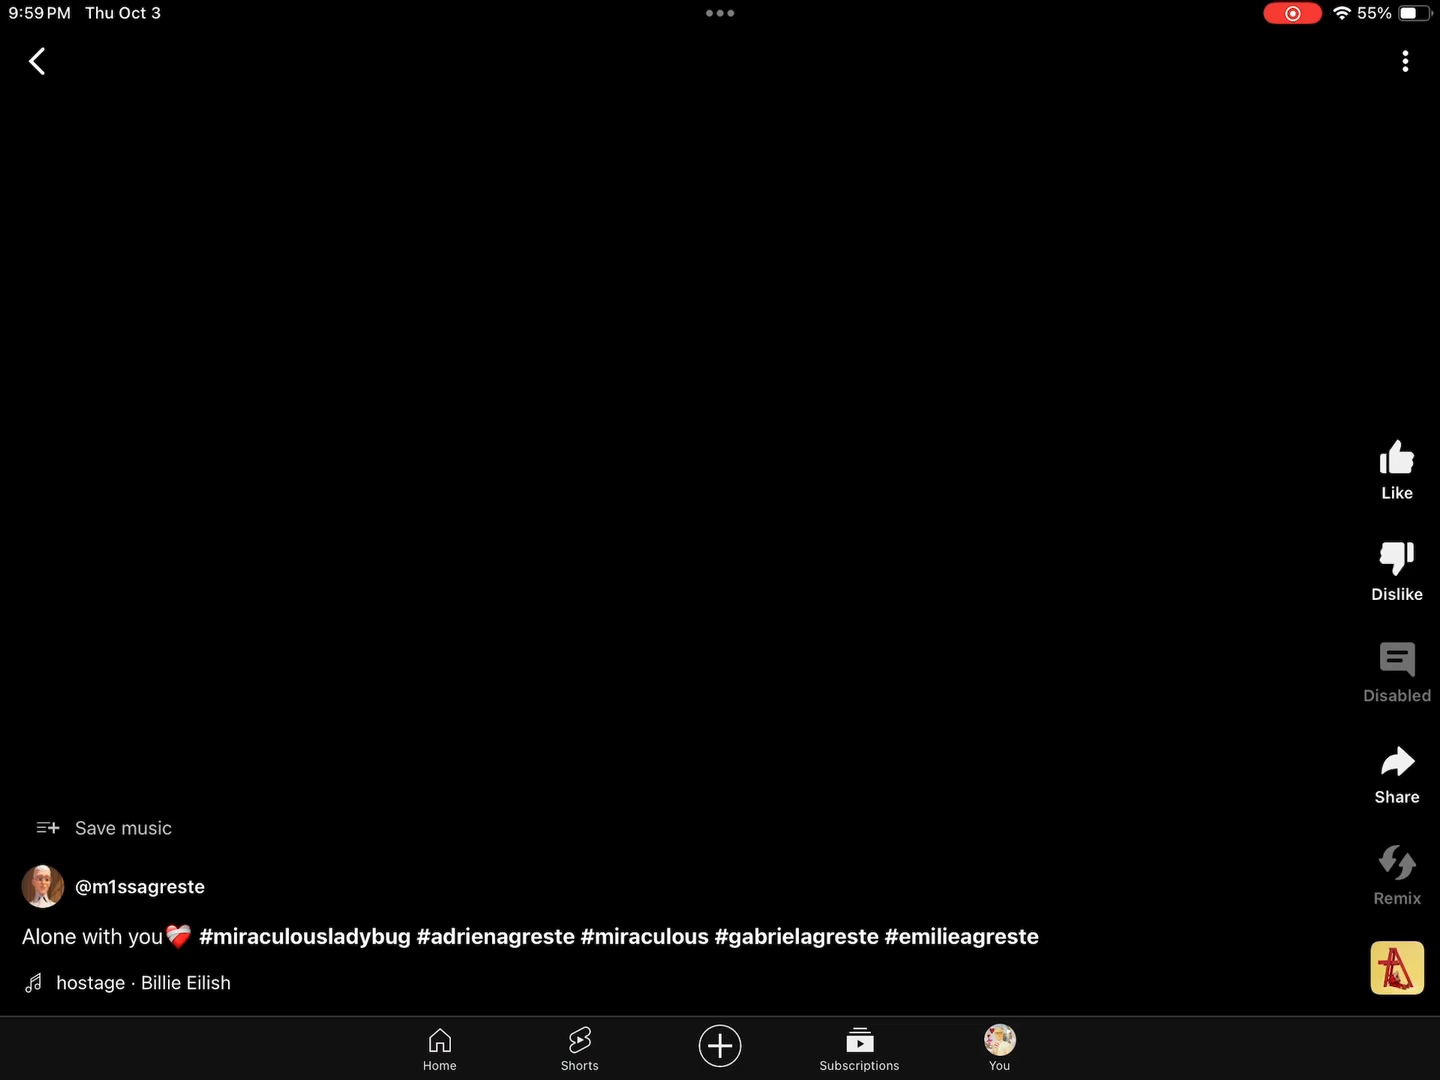 9:59 PM Thu Oct 3
55%
Like
Dislike
Disabled
Share
Remix
Save music
@m1ssagreste
Alone with you❤️‍🩹 #miraculousladybug #adrienagreste #miraculous #gabrielagreste #emilieagreste
hostage · Billie Eilish
Home
Shorts
Subscriptions
You